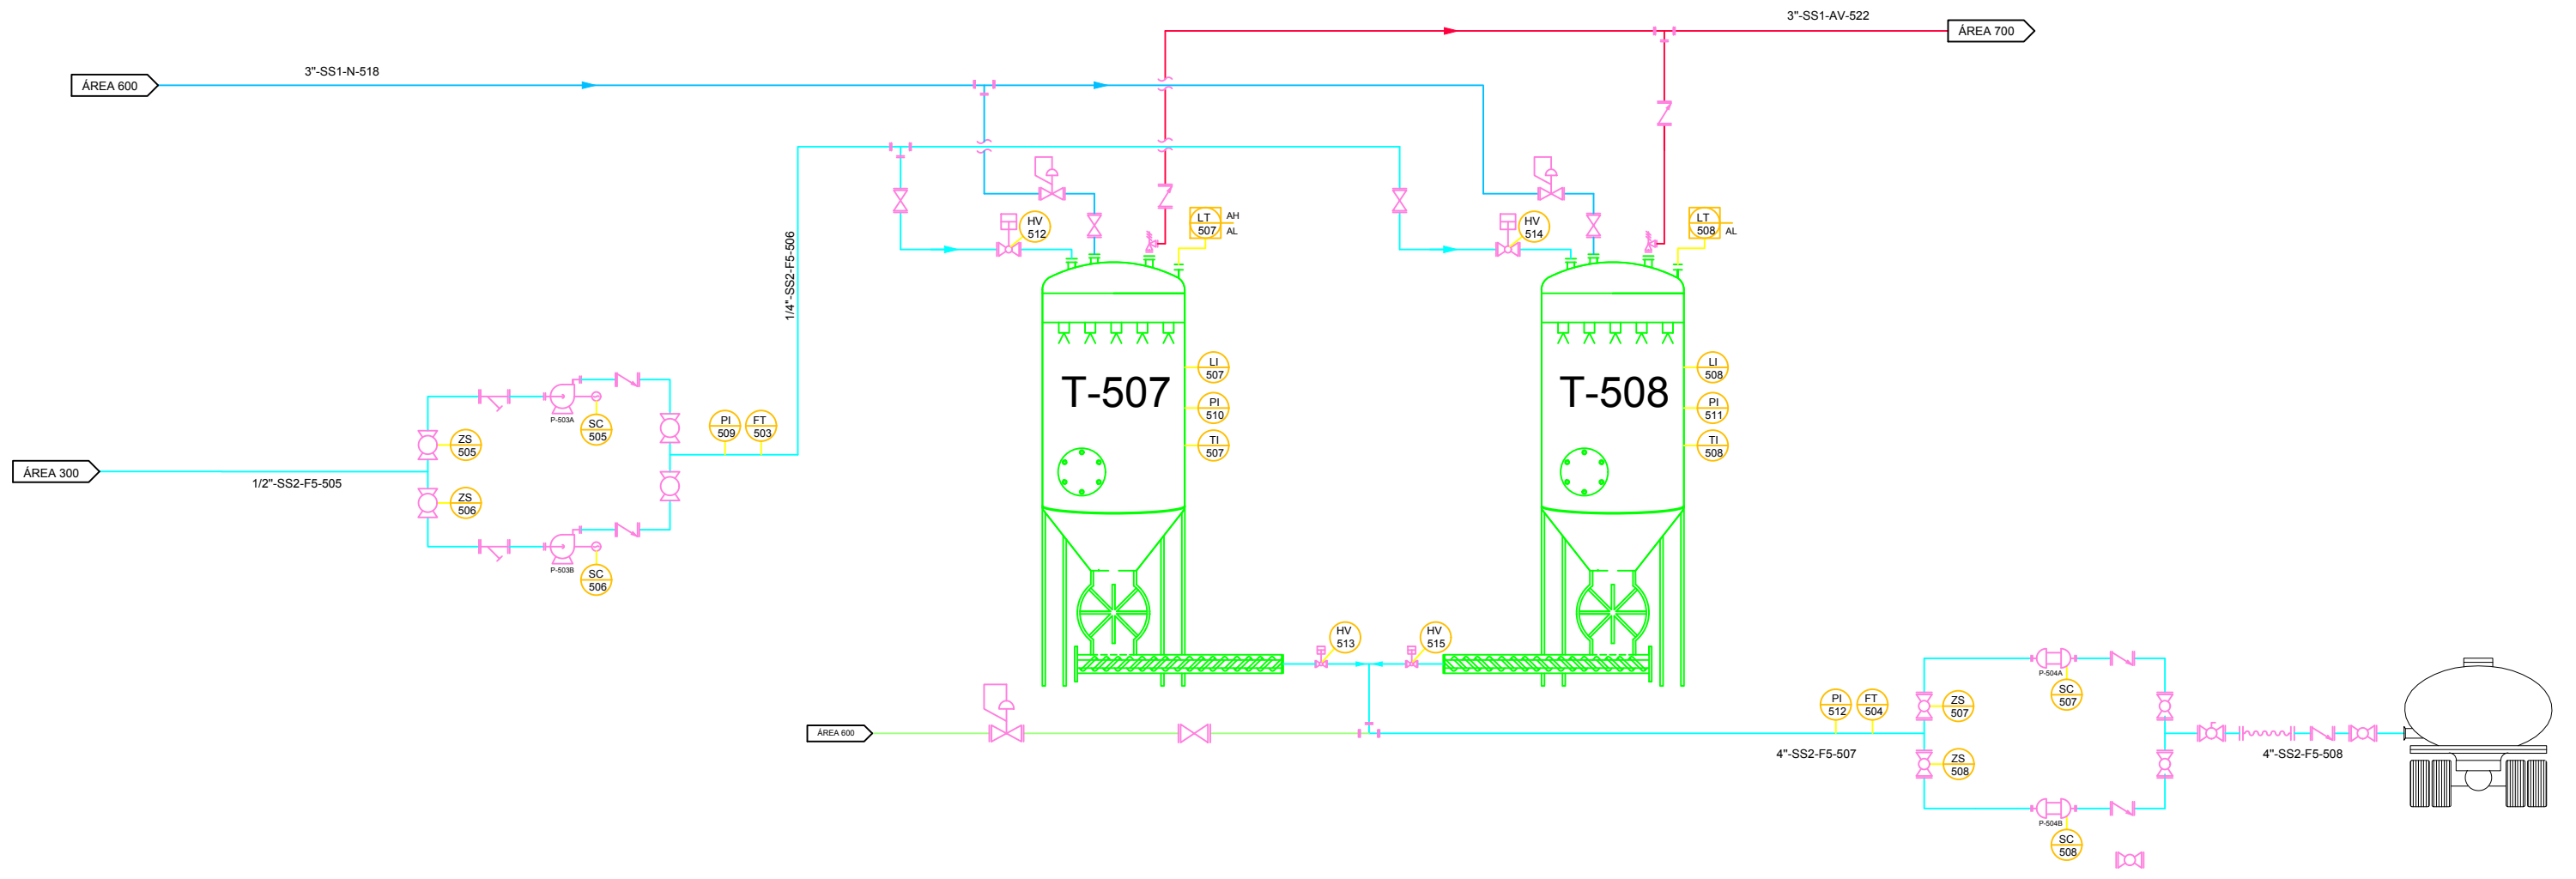 3"-SS1-AV-522
ÁREA 700
3"-SS1-N-518
ÁREA 600
HV
512
LT
507
AH
AL
HV
514
LT
508
AL
1/4"-SS2-F5-506
LI
507
LI
508
T-507
T-508
PI
510
PI
511
TI
507
TI
508
P-503A
SC
505
PI
509
FT
503
ZS
505
ÁREA 300
1/2"-SS2-F5-505
ZS
506
P-503B
SC
506
HV
513
HV
515
P-504A
SC
507
PI
512
FT
504
ZS
507
ÁREA 600
4"-SS2-F5-507
4"-SS2-F5-508
ZS
508
P-504B
SC
508